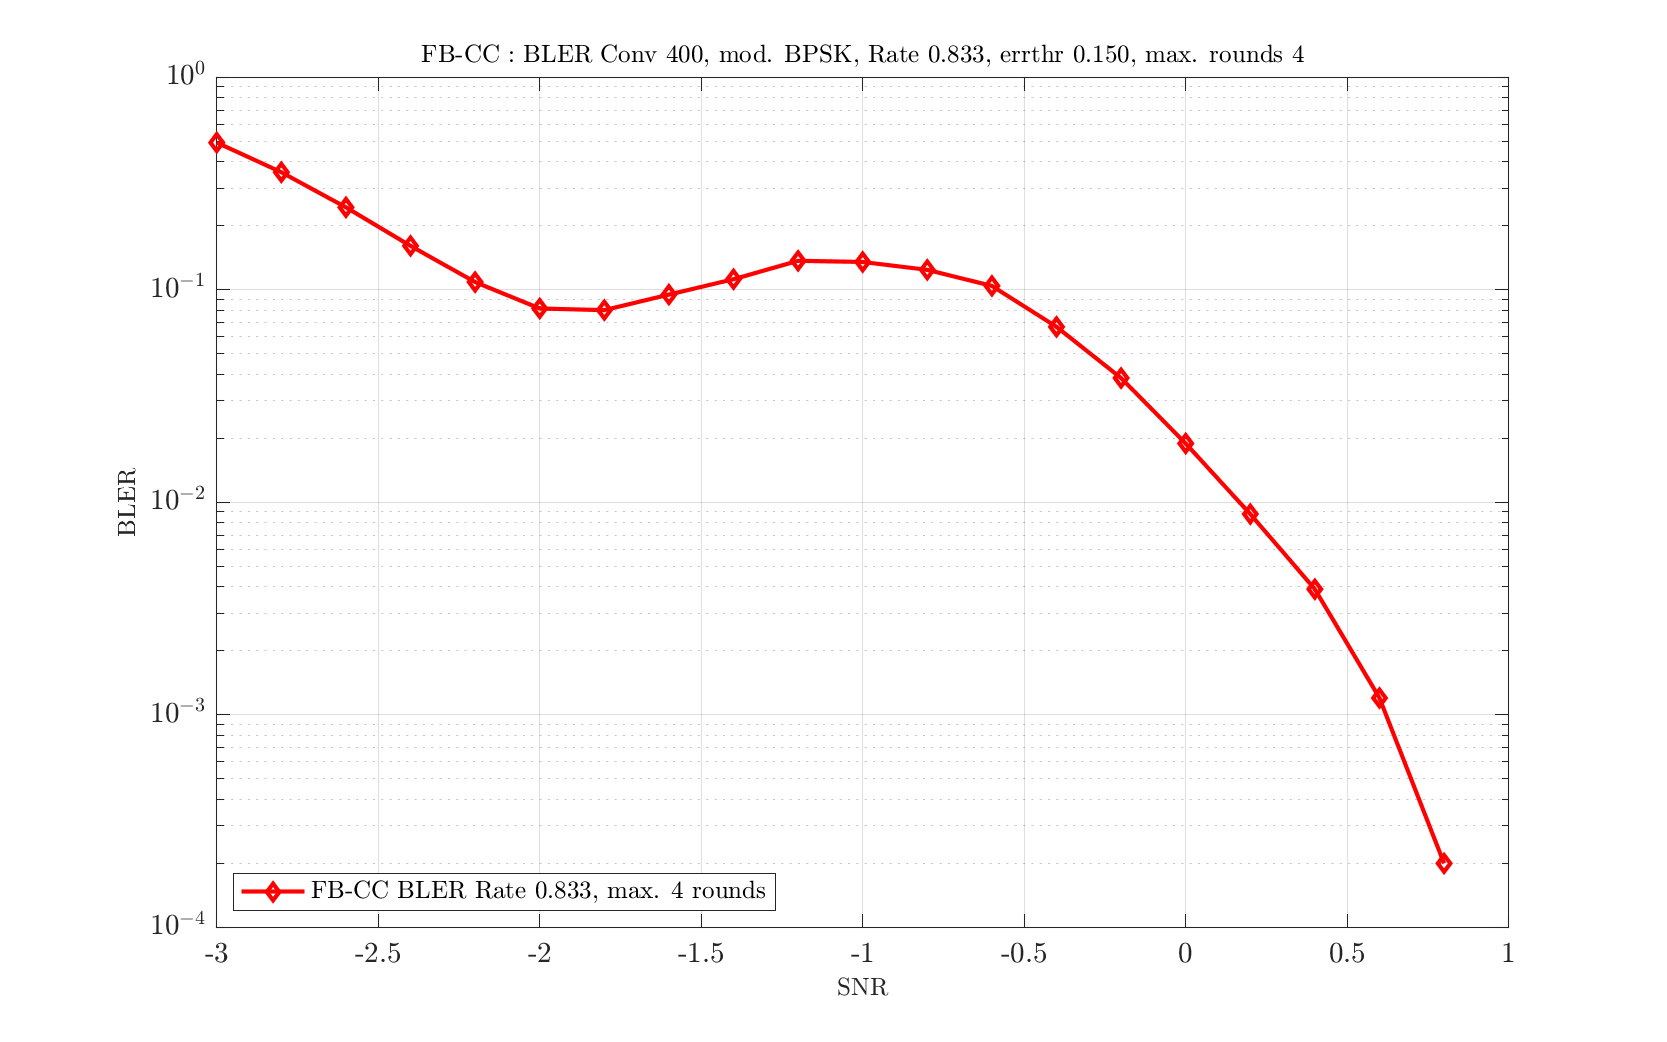 FB-CC : BLER Conv 400, mod. BPSK, Rate 0.833, errthr 0.150, max. rounds 4
10⁰
10⁻¹
10⁻²
10⁻³
10⁻⁴
BLER
FB-CC BLER Rate 0.833, max. 4 rounds
-3 -2.5 -2 -1.5 -1 -0.5 0 0.5 1
SNR